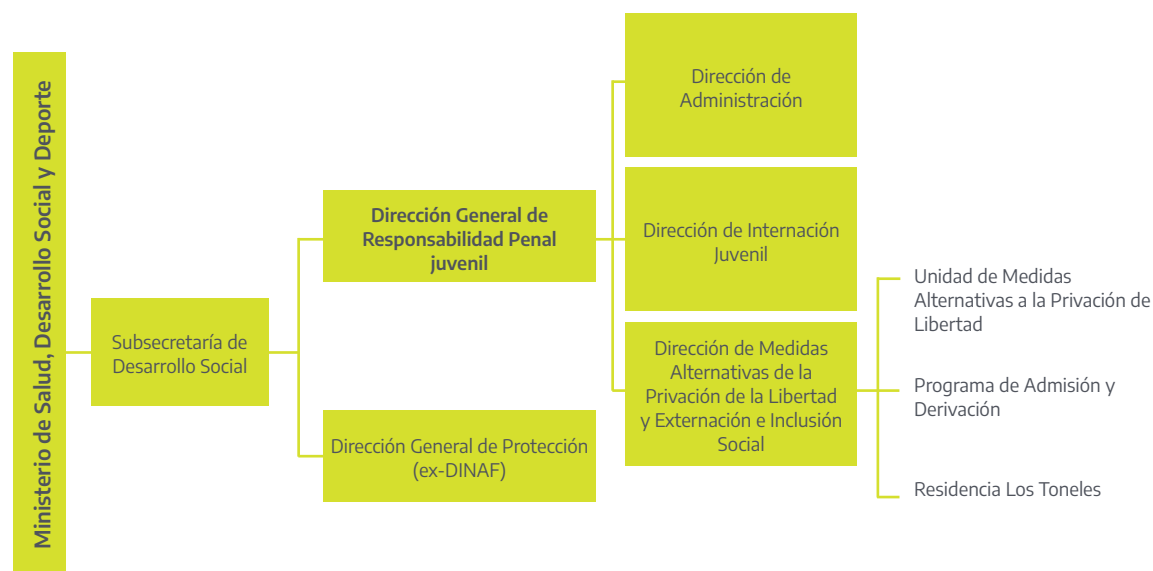 Ministerio de Salud, Desarrollo Social y Deporte
Subsecretaría de
Desarrollo Social
Dirección General de
Responsabilidad Penal
juvenil
Dirección General de Protección
(ex-DINAF)
Dirección de
Administración
Dirección de Internación
Juvenil
Dirección de Medidas
Alternativas de la
Privación de la Libertad
y Externación e Inclusión
Social
Unidad de Medidas
Alternativas a la Privación de
Libertad
Programa de Admisión y
Derivación
Residencia Los Toneles